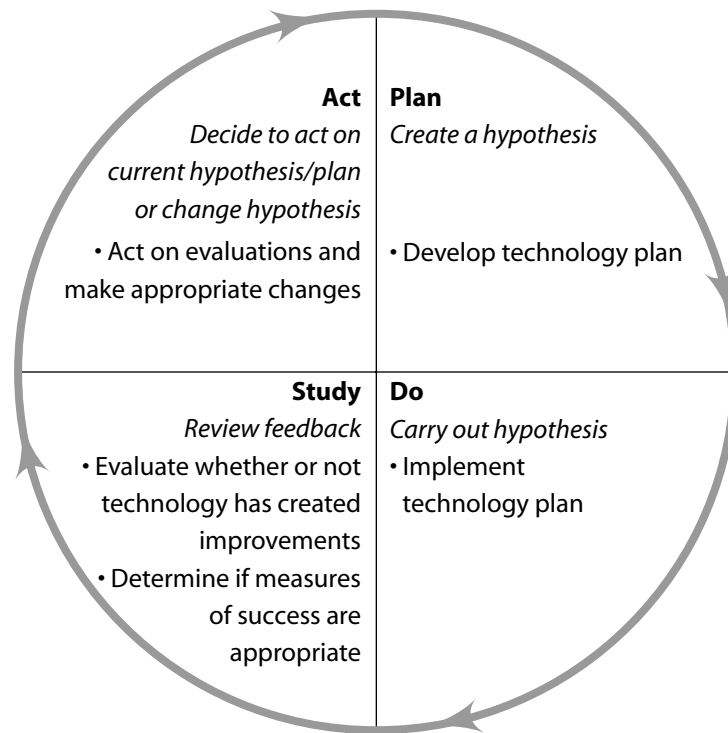 Act
Decide to act on
current hypothesis/plan
or change hypothesis
• Act on evaluations and
make appropriate changes
Plan
Create a hypothesis
• Develop technology plan
Study
Review feedback
• Evaluate whether or not
technology has created
improvements
• Determine if measures
of success are
appropriate
Do
Carry out hypothesis
• Implement
technology plan